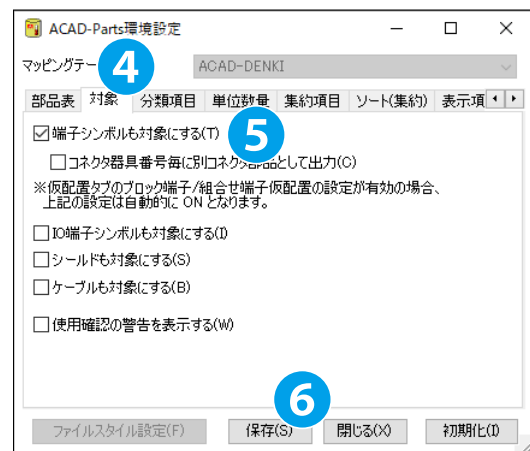 ACAD-Parts環境設定
マッピングテー
4
ACAD-DENKI
部品表 対象 分類項目 単位数量 集約項目 ソート(集約) 表示項
端子シンボルも対象にする(T)
5
コネクタ器具番号毎に別コネクタ部品として出力(C)
※仮配置タブのブロック端子/組合せ端子仮配置の設定が有効の場合、
上記の設定は自動的に ON となります。
IO端子シンボルも対象にする(I)
シールドも対象にする(S)
ケーブルも対象にする(B)
使用確認の警告を表示する(W)
6
ファイルスタイル設定(F) 保存(S) 閉じる(X) 初期化(I)